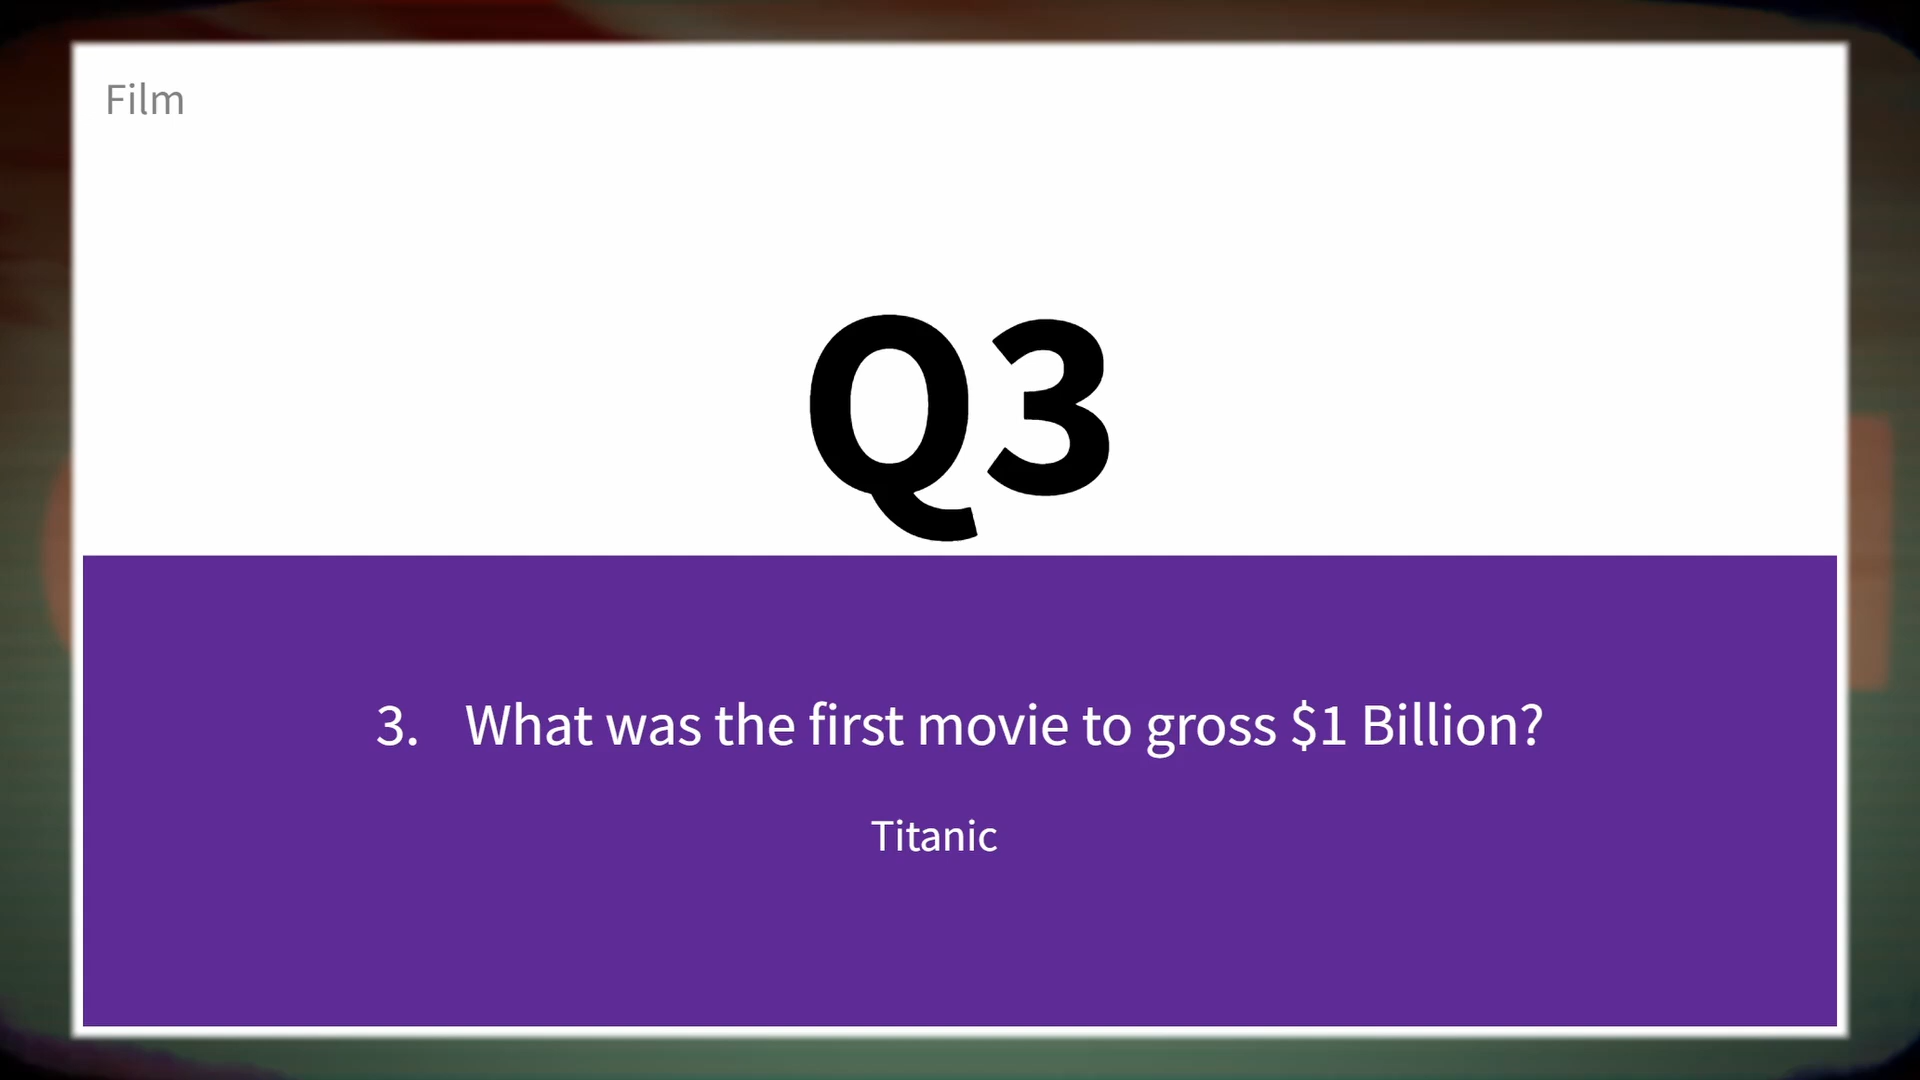 Film
Q3
3. What was the first movie to gross $1 Billion?
Titanic